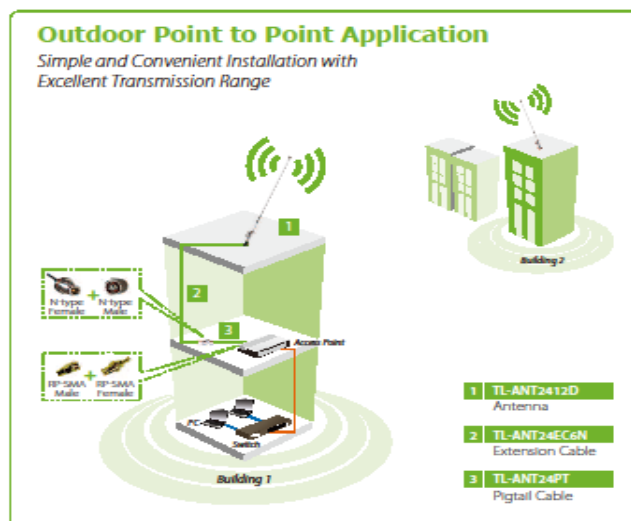 Outdoor Point to Point Application
Simple and Convenient Installation with
Excellent Transmission Range
1
Building 2
2
N-type
Female
+
N-type
Male
3
Access Point
RP-SMA
Male
+
RP-SMA
Female
PC
Switch
Building 1
1 TL-ANT2412D
Antenna
2 TL-ANT24EC6N
Extension Cable
3 TL-ANT24PT
Pigtail Cable